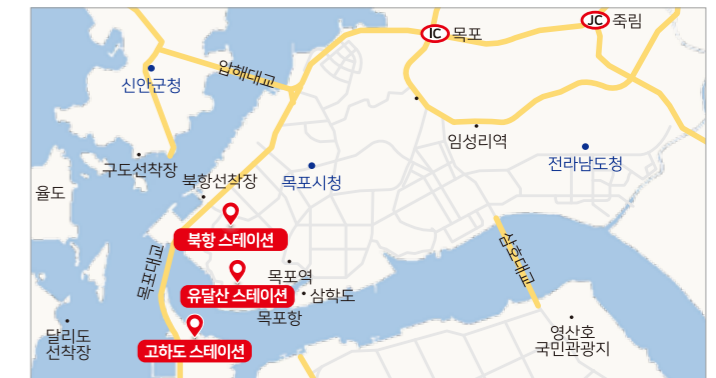 JC 죽림
IC 목포
압해대교
신안군청
임성리역
전라남도청
구도선착장
북항선착장
목포시청
율도
북항 스테이션
삼호대교
목포대교
목포역
유달산 스테이션
삼학도
목포항
달리도
선착장
고하도 스테이션
영산호
국민관광지